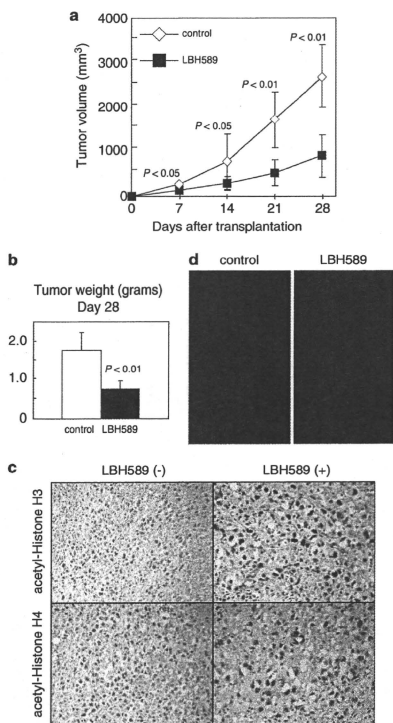 a
4000
3000
2000
1000
0
Tumor volume (mm³)
control
LBH589
P < 0.05
P < 0.05
P < 0.01
P < 0.01
0 7 14 21 28
Days after transplantation
b
Tumor weight (grams)
Day 28
2.0
1.0
0
P < 0.01
control LBH589
d
control LBH589
c
LBH589 (-) LBH589 (+)
acetyl-Histone H3
acetyl-Histone H4